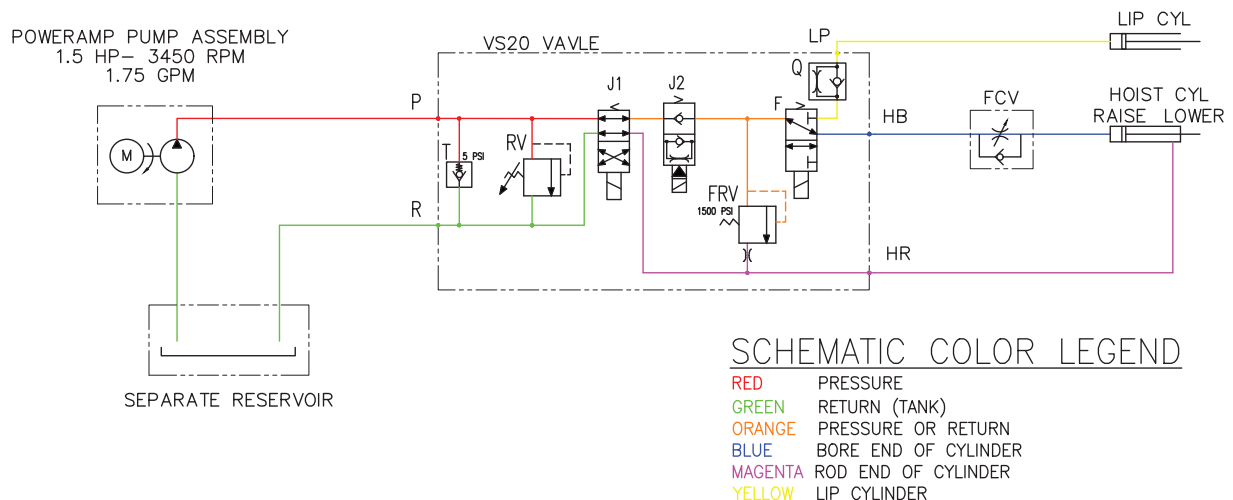 POWERAMP PUMP ASSEMBLY
1.5 HP- 3450 RPM
1.75 GPM
M
SEPARATE RESERVOIR
VS20 VAVLE
P
R
T
5 PSI
RV
J1
J2
F
FRV
1500 PSI
Q
LP
HB
HR
FCV
LIP CYL
HOIST CYL
RAISE LOWER
SCHEMATIC COLOR LEGEND
RED PRESSURE
GREEN RETURN (TANK)
ORANGE PRESSURE OR RETURN
BLUE BORE END OF CYLINDER
MAGENTA ROD END OF CYLINDER
YELLOW LIP CYLINDER